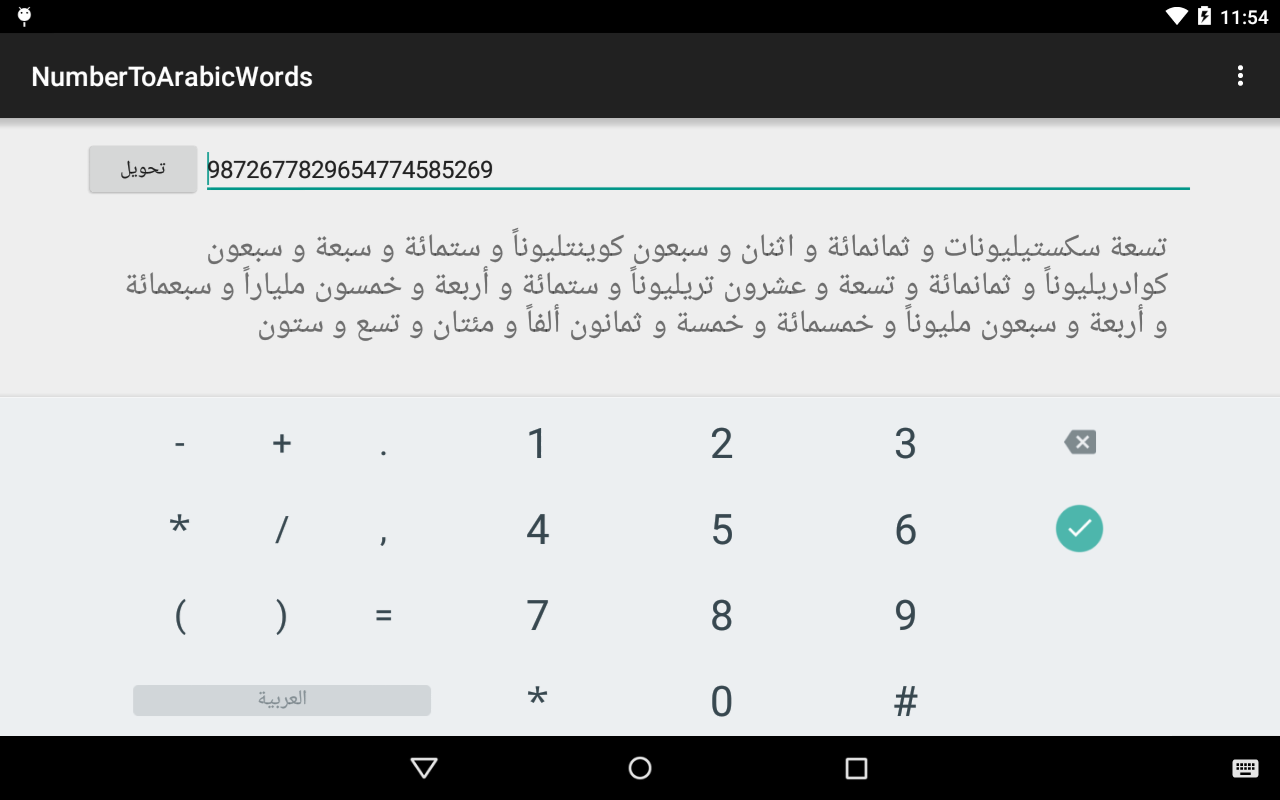 11:54
NumberToArabicWords
تحويل
9872677829654774585269
تسعة سكستيليونات و ثمانمائة و اثنان و سبعون كوينتليوناً و ستمائة و سبعة و سبعون
كوادريليوناً و ثمانمائة و تسعة و عشرون تريليوناً و ستمائة و أربعة و خمسون ملياراً و سبعمائة
و أربعة و سبعون مليوناً و خمسمائة و خمسة و ثمانون ألفاً و مئتان و تسع و ستون
- + . 1 2 3
* / , 4 5 6
( ) = 7 8 9
العربية * 0 #